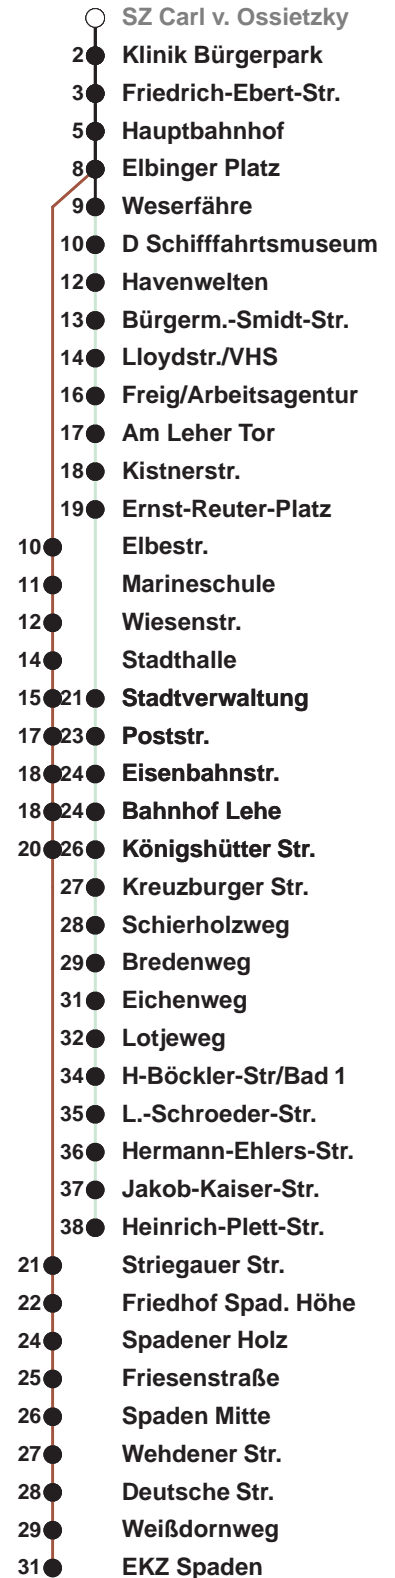 SZ Carl v. Ossietzky
2 Klinik Bürgerpark
3 Friedrich-Ebert-Str.
5 Hauptbahnhof
8 Elbinger Platz
9 Weserfähre
10 D Schifffahrtsmuseum
12 Havenwelten
13 Bürgerm.-Smidt-Str.
14 Lloydstr./VHS
16 Freig/Arbeitsagentur
17 Am Leher Tor
18 Kistnerstr.
19 Ernst-Reuter-Platz
10 Elbestr.
11 Marineschule
12 Wiesenstr.
14 Stadthalle
15 21 Stadtverwaltung
17 23 Poststr.
18 24 Eisenbahnstr.
18 24 Bahnhof Lehe
20 26 Königshütter Str.
27 Kreuzburger Str.
28 Schierholzweg
29 Bredenweg
31 Eichenweg
32 Lotjeweg
34 H-Böckler-Str/Bad 1
35 L.-Schroeder-Str.
36 Hermann-Ehlers-Str.
37 Jakob-Kaiser-Str.
38 Heinrich-Plett-Str.
21 Striegauer Str.
22 Friedhof Spad. Höhe
24 Spadener Holz
25 Friesenstraße
26 Spaden Mitte
27 Wehdener Str.
28 Deutsche Str.
29 Weißdornweg
31 EKZ Spaden